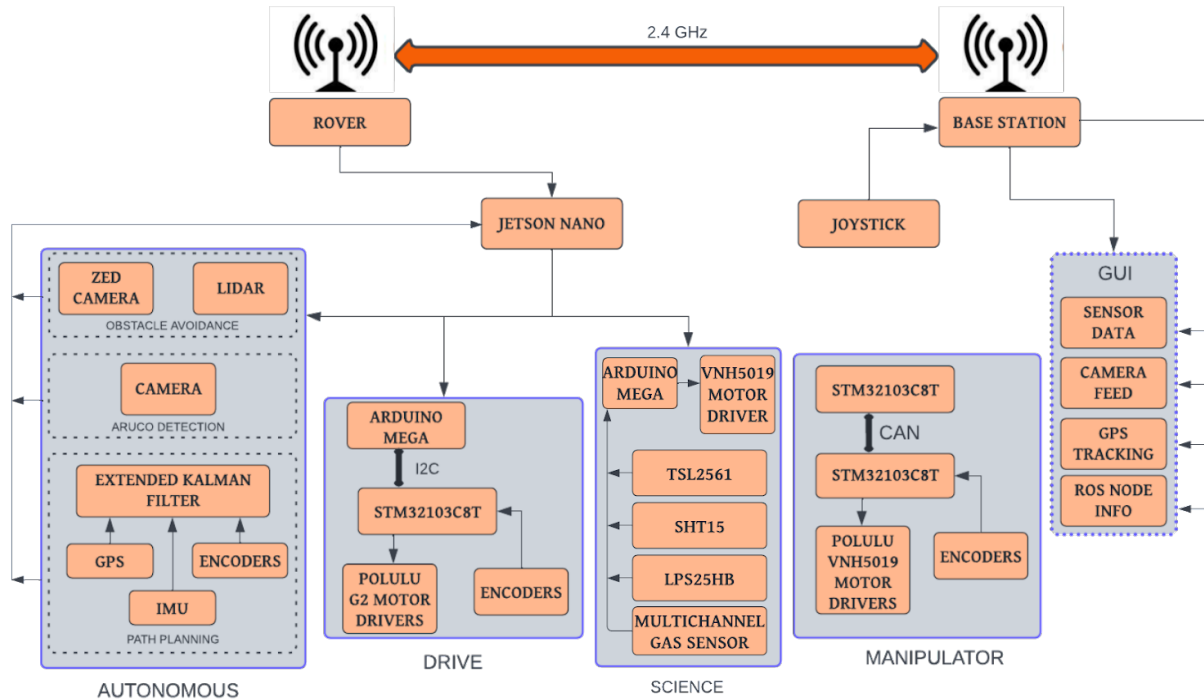 2.4 GHz
ROVER
BASE STATION
JETSON NANO
JOYSTICK
ZED
CAMERA
LIDAR
OBSTACLE AVOIDANCE
CAMERA
ARUCO DETECTION
EXTENDED KALMAN
FILTER
GPS
ENCODERS
IMU
PATH PLANNING
AUTONOMOUS
ARDUINO
MEGA
I2C
STM32103C8T
POLULU
G2 MOTOR
DRIVERS
ENCODERS
DRIVE
ARDUINO
MEGA
VNH5019
MOTOR
DRIVER
TSL2561
SHT15
LPS25HB
MULTICHANNEL
GAS SENSOR
SCIENCE
STM32103C8T
CAN
STM32103C8T
POLULU
VNH5019
MOTOR
DRIVERS
ENCODERS
MANIPULATOR
GUI
SENSOR
DATA
CAMERA
FEED
GPS
TRACKING
ROS NODE
INFO